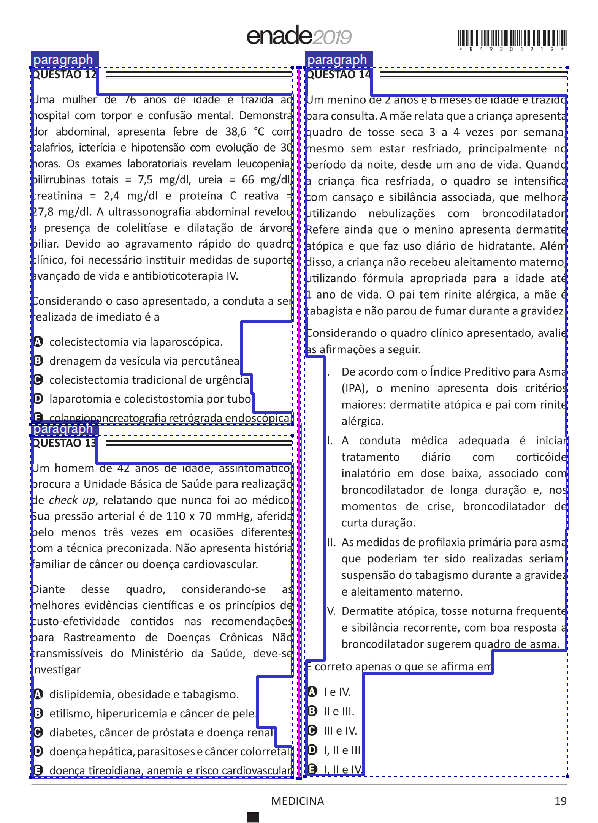 enade2019
paragraph
QUESTÃO 12
Uma mulher de 76 anos de idade é trazida ao
hospital com torpor e confusão mental. Demonstra
dor abdominal, apresenta febre de 38,6 °C com
calafrios, icterícia e hipotensão com evolução de 30
horas. Os exames laboratoriais revelam leucopenia,
bilirrubinas totais = 7,5 mg/dl, ureia = 66 mg/dl,
creatinina = 2,4 mg/dl e proteína C reativa =
27,8 mg/dl. A ultrassonografia abdominal revelou
a presença de colelitíase e dilatação de árvore
biliar. Devido ao agravamento rápido do quadro
clínico, foi necessário instituir medidas de suporte
avançado de vida e antibioticoterapia IV.
Considerando o caso apresentado, a conduta a ser
realizada de imediato é a
A colecistectomia via laparoscópica.
B drenagem da vesícula via percutânea.
C colecistectomia tradicional de urgência.
D laparotomia e colecistostomia por tubo.
E colangiopancreatografia retrógrada endoscópica.
paragraph
QUESTÃO 13
Um homem de 42 anos de idade, assintomático,
procura a Unidade Básica de Saúde para realização
de check up, relatando que nunca foi ao médico.
Sua pressão arterial é de 110 x 70 mmHg, aferida
pelo menos três vezes em ocasiões diferentes
com a técnica preconizada. Não apresenta história
familiar de câncer ou doença cardiovascular.
Diante desse quadro, considerando-se as
melhores evidências científicas e os princípios de
custo-efetividade contidos nas recomendações
para Rastreamento de Doenças Crônicas Não
Transmissíveis do Ministério da Saúde, deve-se
investigar
A dislipidemia, obesidade e tabagismo.
B etilismo, hiperuricemia e câncer de pele.
C diabetes, câncer de próstata e doença renal.
D doença hepática, parasitoses e câncer colorretal.
E doença tireoidiana, anemia e risco cardiovascular.
paragraph
QUESTÃO 14
Um menino de 2 anos e 6 meses de idade é trazido
para consulta. A mãe relata que a criança apresenta
quadro de tosse seca 3 a 4 vezes por semana,
mesmo sem estar resfriado, principalmente no
período da noite, desde um ano de vida. Quando
a criança fica resfriada, o quadro se intensifica
com cansaço e sibilância associada, que melhora
utilizando nebulizações com broncodilatador.
Refere ainda que o menino apresenta dermatite
atópica e que faz uso diário de hidratante. Além
disso, a criança não recebeu aleitamento materno,
utilizando fórmula apropriada para a idade até
1 ano de vida. O pai tem rinite alérgica, a mãe é
tabagista e não parou de fumar durante a gravidez.
Considerando o quadro clínico apresentado, avalie
as afirmações a seguir.
I. De acordo com o Índice Preditivo para Asma
(IPA), o menino apresenta dois critérios
maiores: dermatite atópica e pai com rinite
alérgica.
II. A conduta médica adequada é iniciar
tratamento diário com corticóide
inalatório em dose baixa, associado com
broncodilatador de longa duração e, nos
momentos de crise, broncodilatador de
curta duração.
III. As medidas de profilaxia primária para asma
que poderiam ter sido realizadas seriam:
suspensão do tabagismo durante a gravidez
e aleitamento materno.
IV. Dermatite atópica, tosse noturna frequente
e sibilância recorrente, com boa resposta a
broncodilatador sugerem quadro de asma.
É correto apenas o que se afirma em
A I e IV.
B II e III.
C III e IV.
D I, II e III.
E I, II e IV.
MEDICINA
19